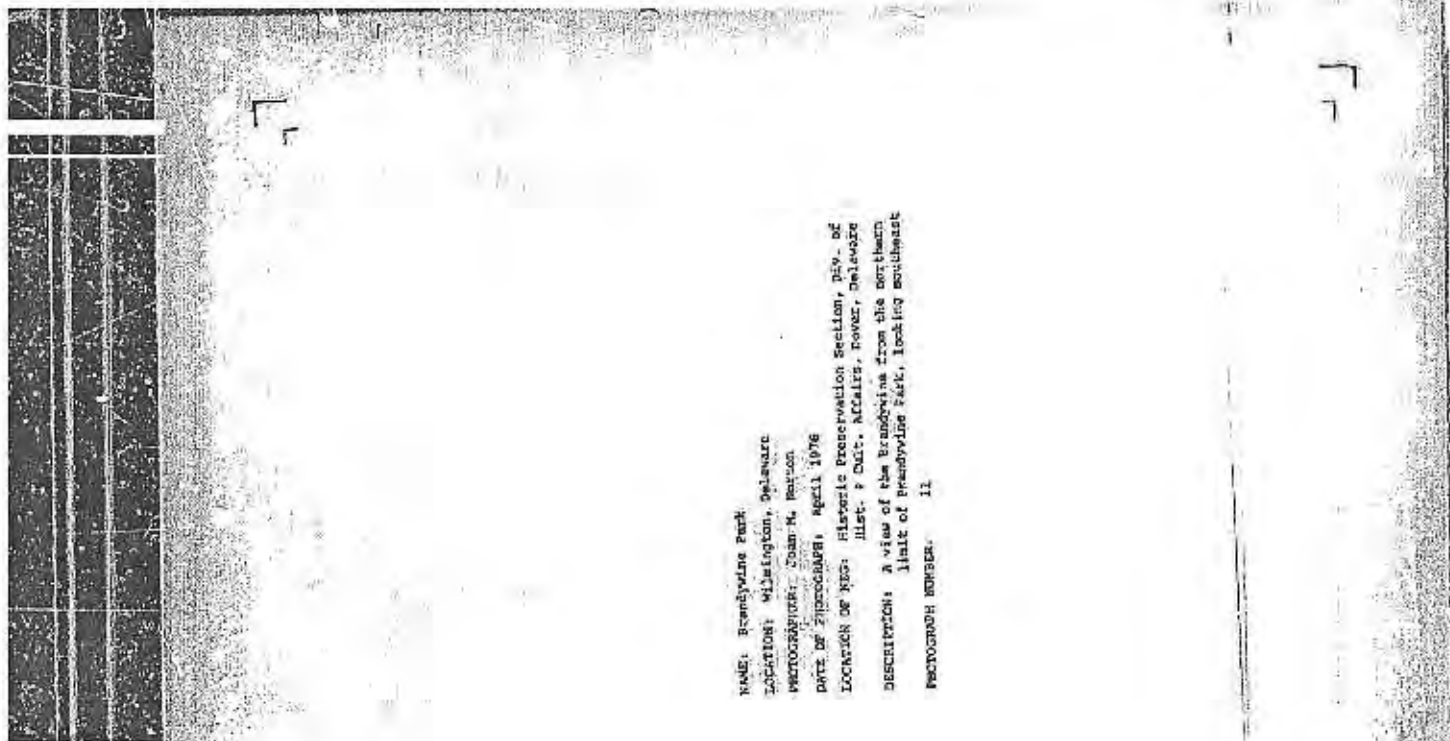 NAME: Brandywine Park
LOCATION: Wilmington, Delaware
PHOTOGRAPHER: Joan M. Norton
DATE OF PHOTOGRAPH: April 1976
LOCATION OF NEG: Historic Preservation Section, Div. of
Hist. & Cult. Affairs, Dover, Delaware
DESCRIPTION: A view of the Brandywine from the northern
limit of Brandywine Park, looking southeast
PHOTOGRAPH NUMBER: 11